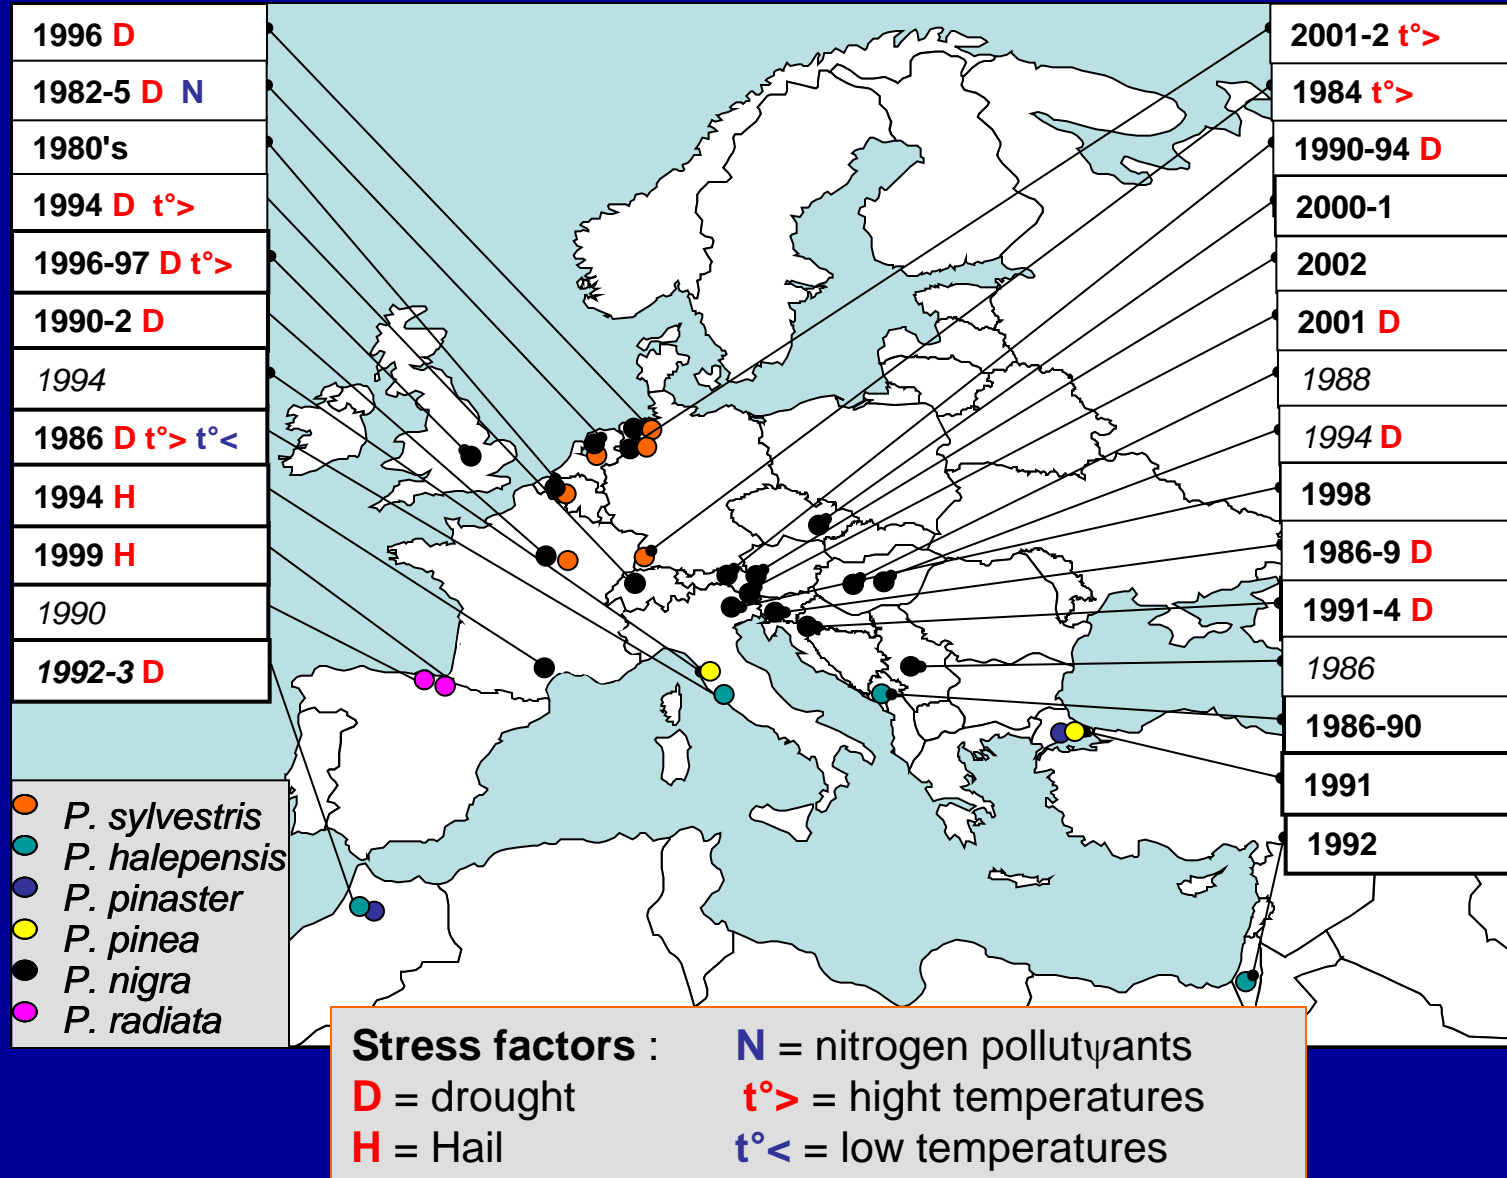 1996 D
1982-5 D N
1980's
1994 D t°>
1996-97 D t°>
1990-2 D
1994
1986 D t°> t°<
1994 H
1999 H
1990
1992-3 D
2001-2 t°>
1984 t°>
1990-94 D
2000-1
2002
2001 D
1988
1994 D
1998
1986-9 D
1991-4 D
1986
1986-90
1991
1992
P. sylvestris
P. halepensis
P. pinaster
P. pinea
P. nigra
P. radiata
Stress factors : N = nitrogen pollutψants
D = drought t°> = hight temperatures
H = Hail t°< = low temperatures